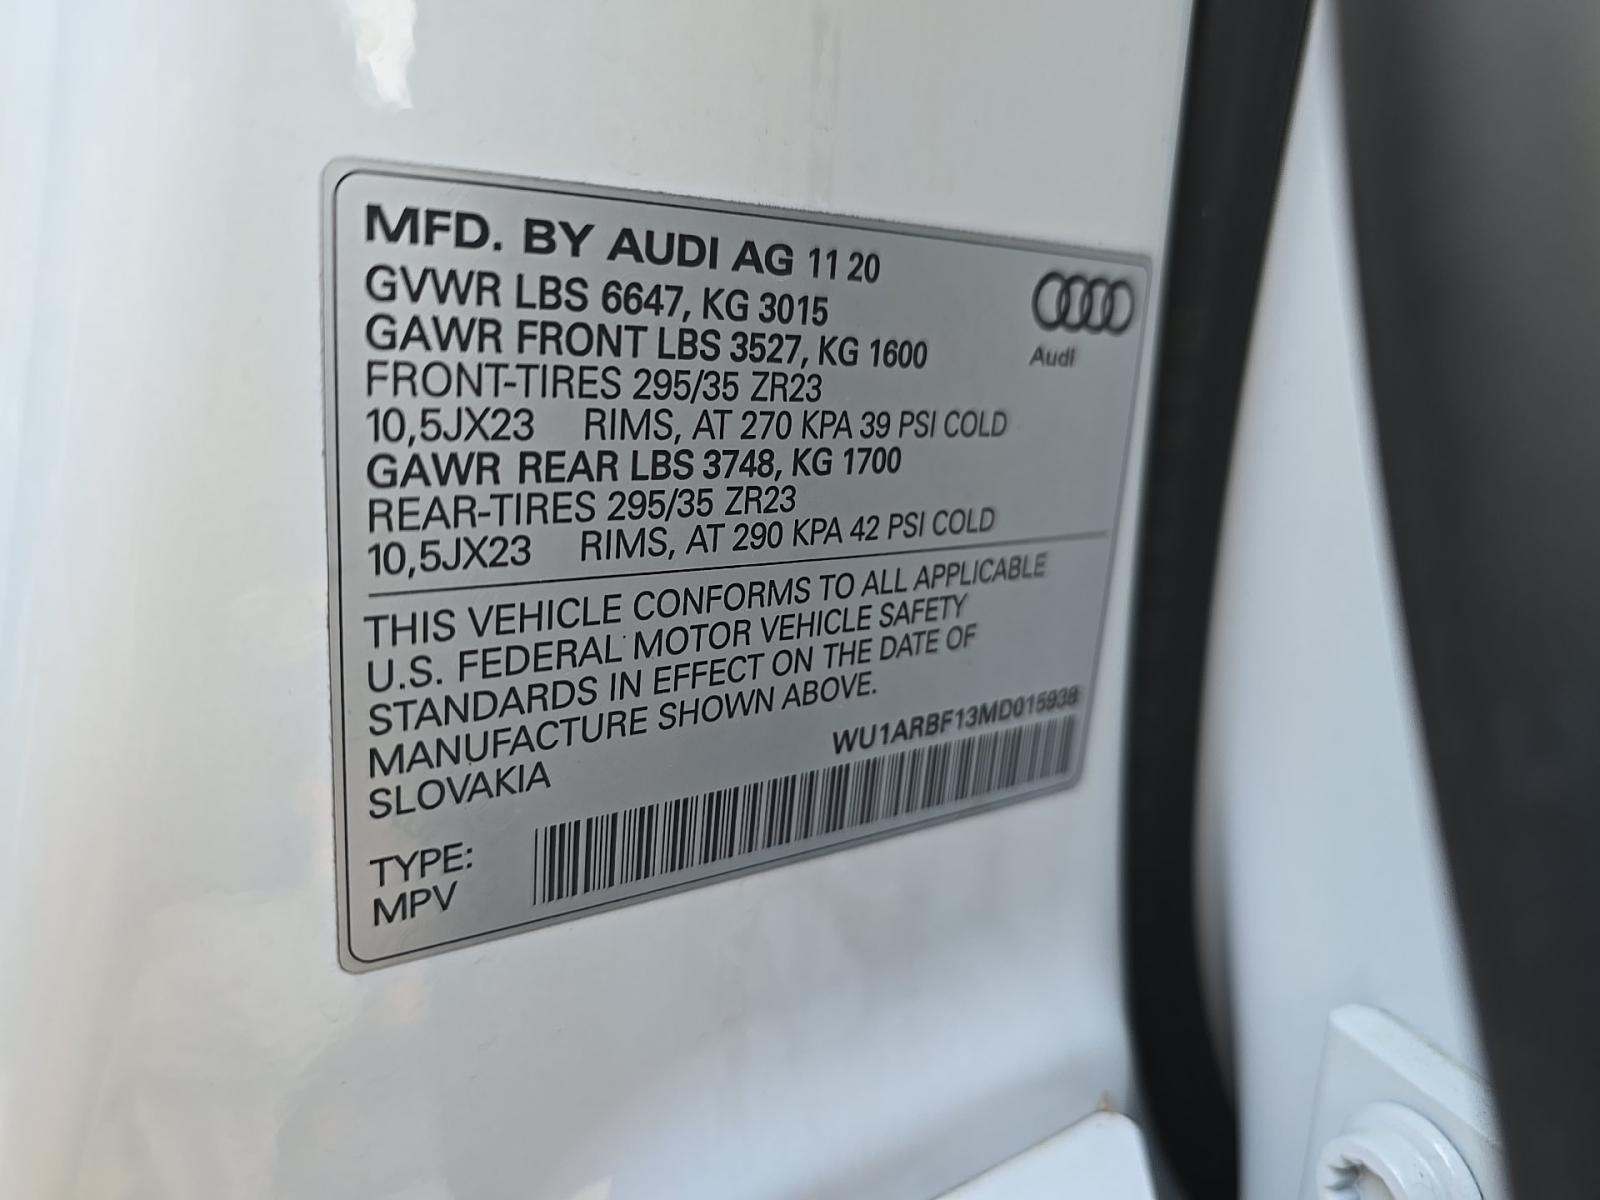 MFD. BY AUDI AG 11 20
GVWR LBS 6647, KG 3015
GAWR FRONT LBS 3527, KG 1600
FRONT-TIRES 295/35 ZR23
10,5JX23 RIMS, AT 270 KPA 39 PSI COLD
GAWR REAR LBS 3748, KG 1700
REAR-TIRES 295/35 ZR23
10,5JX23 RIMS, AT 290 KPA 42 PSI COLD
Audi
THIS VEHICLE CONFORMS TO ALL APPLICABLE
U.S. FEDERAL MOTOR VEHICLE SAFETY
STANDARDS IN EFFECT ON THE DATE OF
MANUFACTURE SHOWN ABOVE.
SLOVAKIA
WU1ARBF13MD015938
TYPE:
MPV